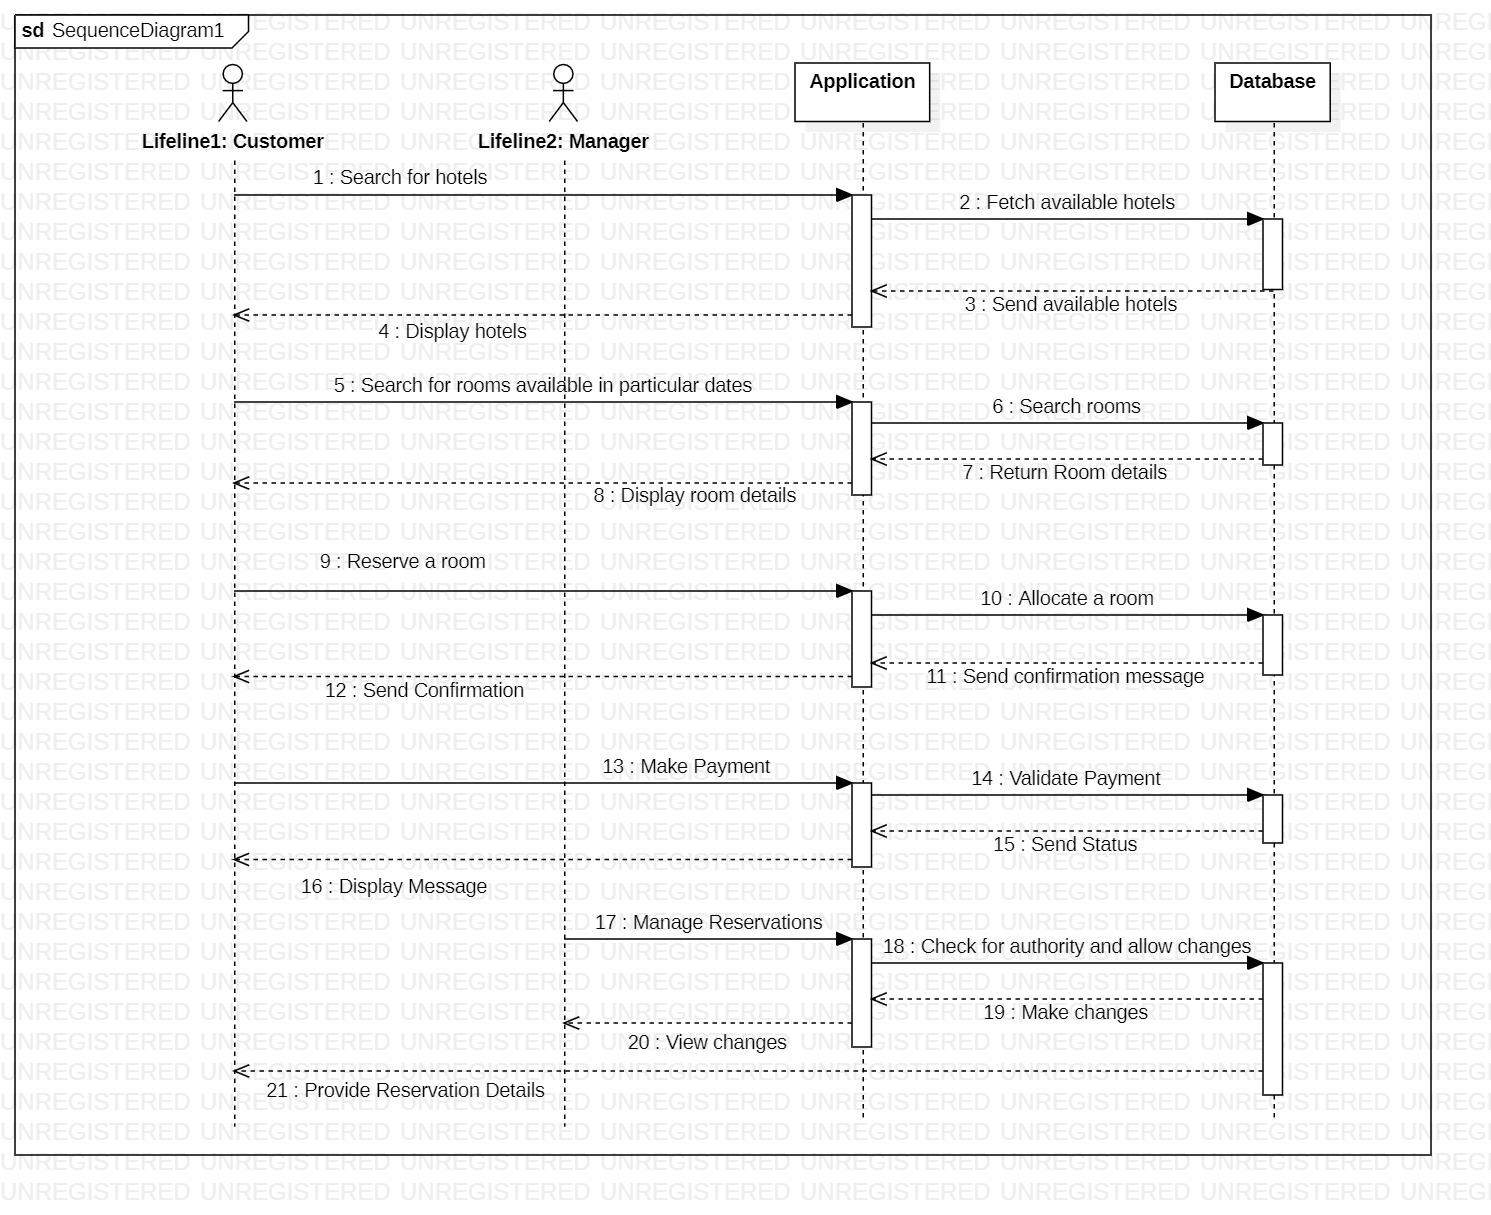 sd SequenceDiagram1
Lifeline1: Customer
Lifeline2: Manager
Application
Database
1 : Search for hotels
2 : Fetch available hotels
3 : Send available hotels
4 : Display hotels
5 : Search for rooms available in particular dates
6 : Search rooms
7 : Return Room details
8 : Display room details
9 : Reserve a room
10 : Allocate a room
11 : Send confirmation message
12 : Send Confirmation
13 : Make Payment
14 : Validate Payment
15 : Send Status
16 : Display Message
17 : Manage Reservations
18 : Check for authority and allow changes
19 : Make changes
20 : View changes
21 : Provide Reservation Details
UNREGISTERED